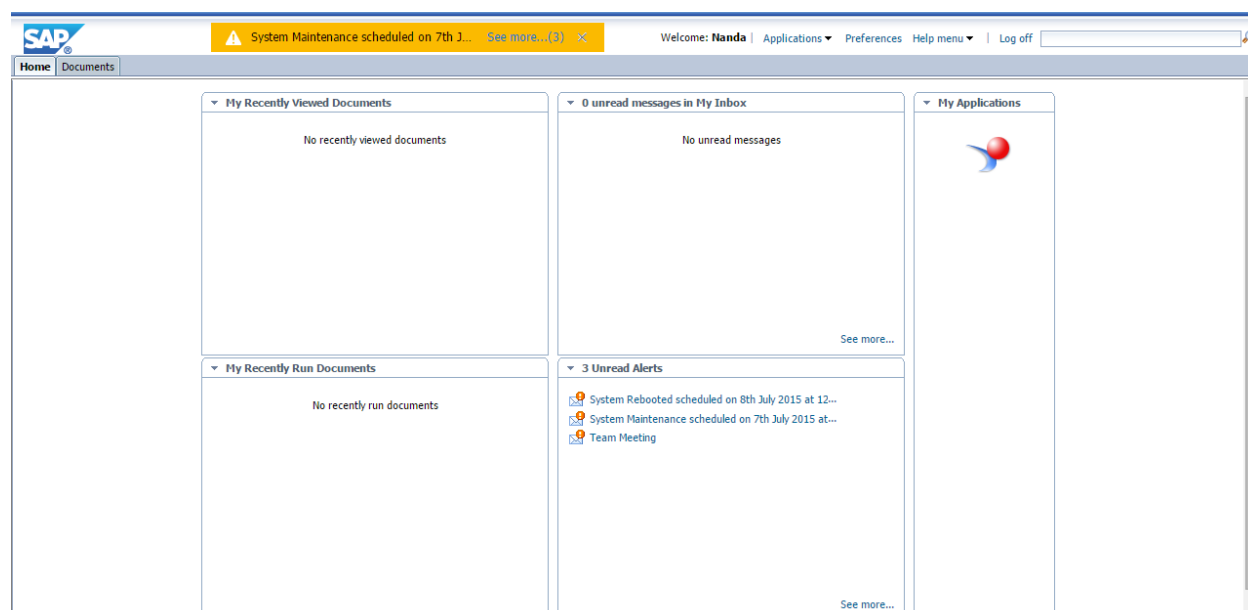 SAP
System Maintenance scheduled on 7th J... See more...(3)
Welcome: Nanda | Applications Preferences Help menu | Log off
Home Documents
My Recently Viewed Documents
No recently viewed documents
0 unread messages in My Inbox
No unread messages
See more...
My Applications
My Recently Run Documents
No recently run documents
3 Unread Alerts
System Rebooted scheduled on 8th July 2015 at 12...
System Maintenance scheduled on 7th July 2015 at...
Team Meeting
See more...